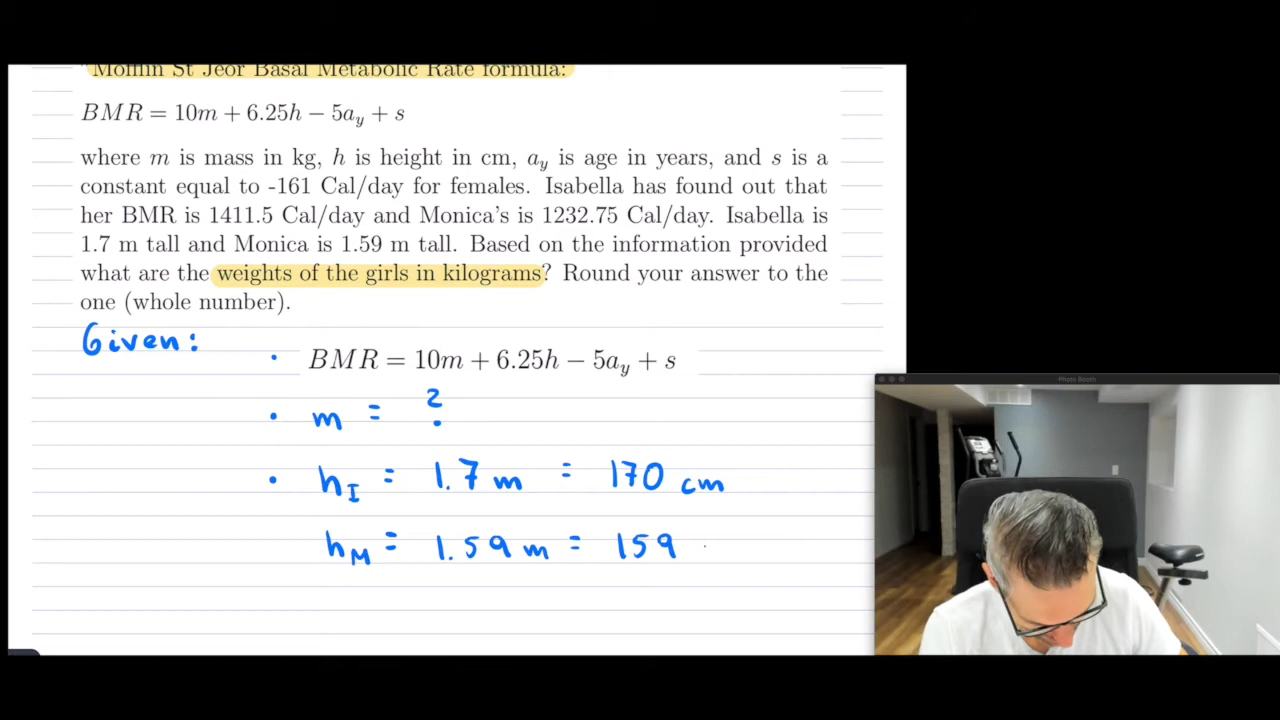 "Mofflin St Jeor Basal Metabolic Rate formula:
BMR = 10m + 6.25h − 5a_y + s
where m is mass in kg, h is height in cm, a_y is age in years, and s is a
constant equal to -161 Cal/day for females. Isabella has found out that
her BMR is 1411.5 Cal/day and Monica's is 1232.75 Cal/day. Isabella is
1.7 m tall and Monica is 1.59 m tall. Based on the information provided
what are the weights of the girls in kilograms? Round your answer to the
one (whole number).
Given:
• BMR = 10m + 6.25h − 5a_y + s
• m = ?
• h_I = 1.7 m = 170 cm
h_M = 1.59 m = 159
Photo Booth